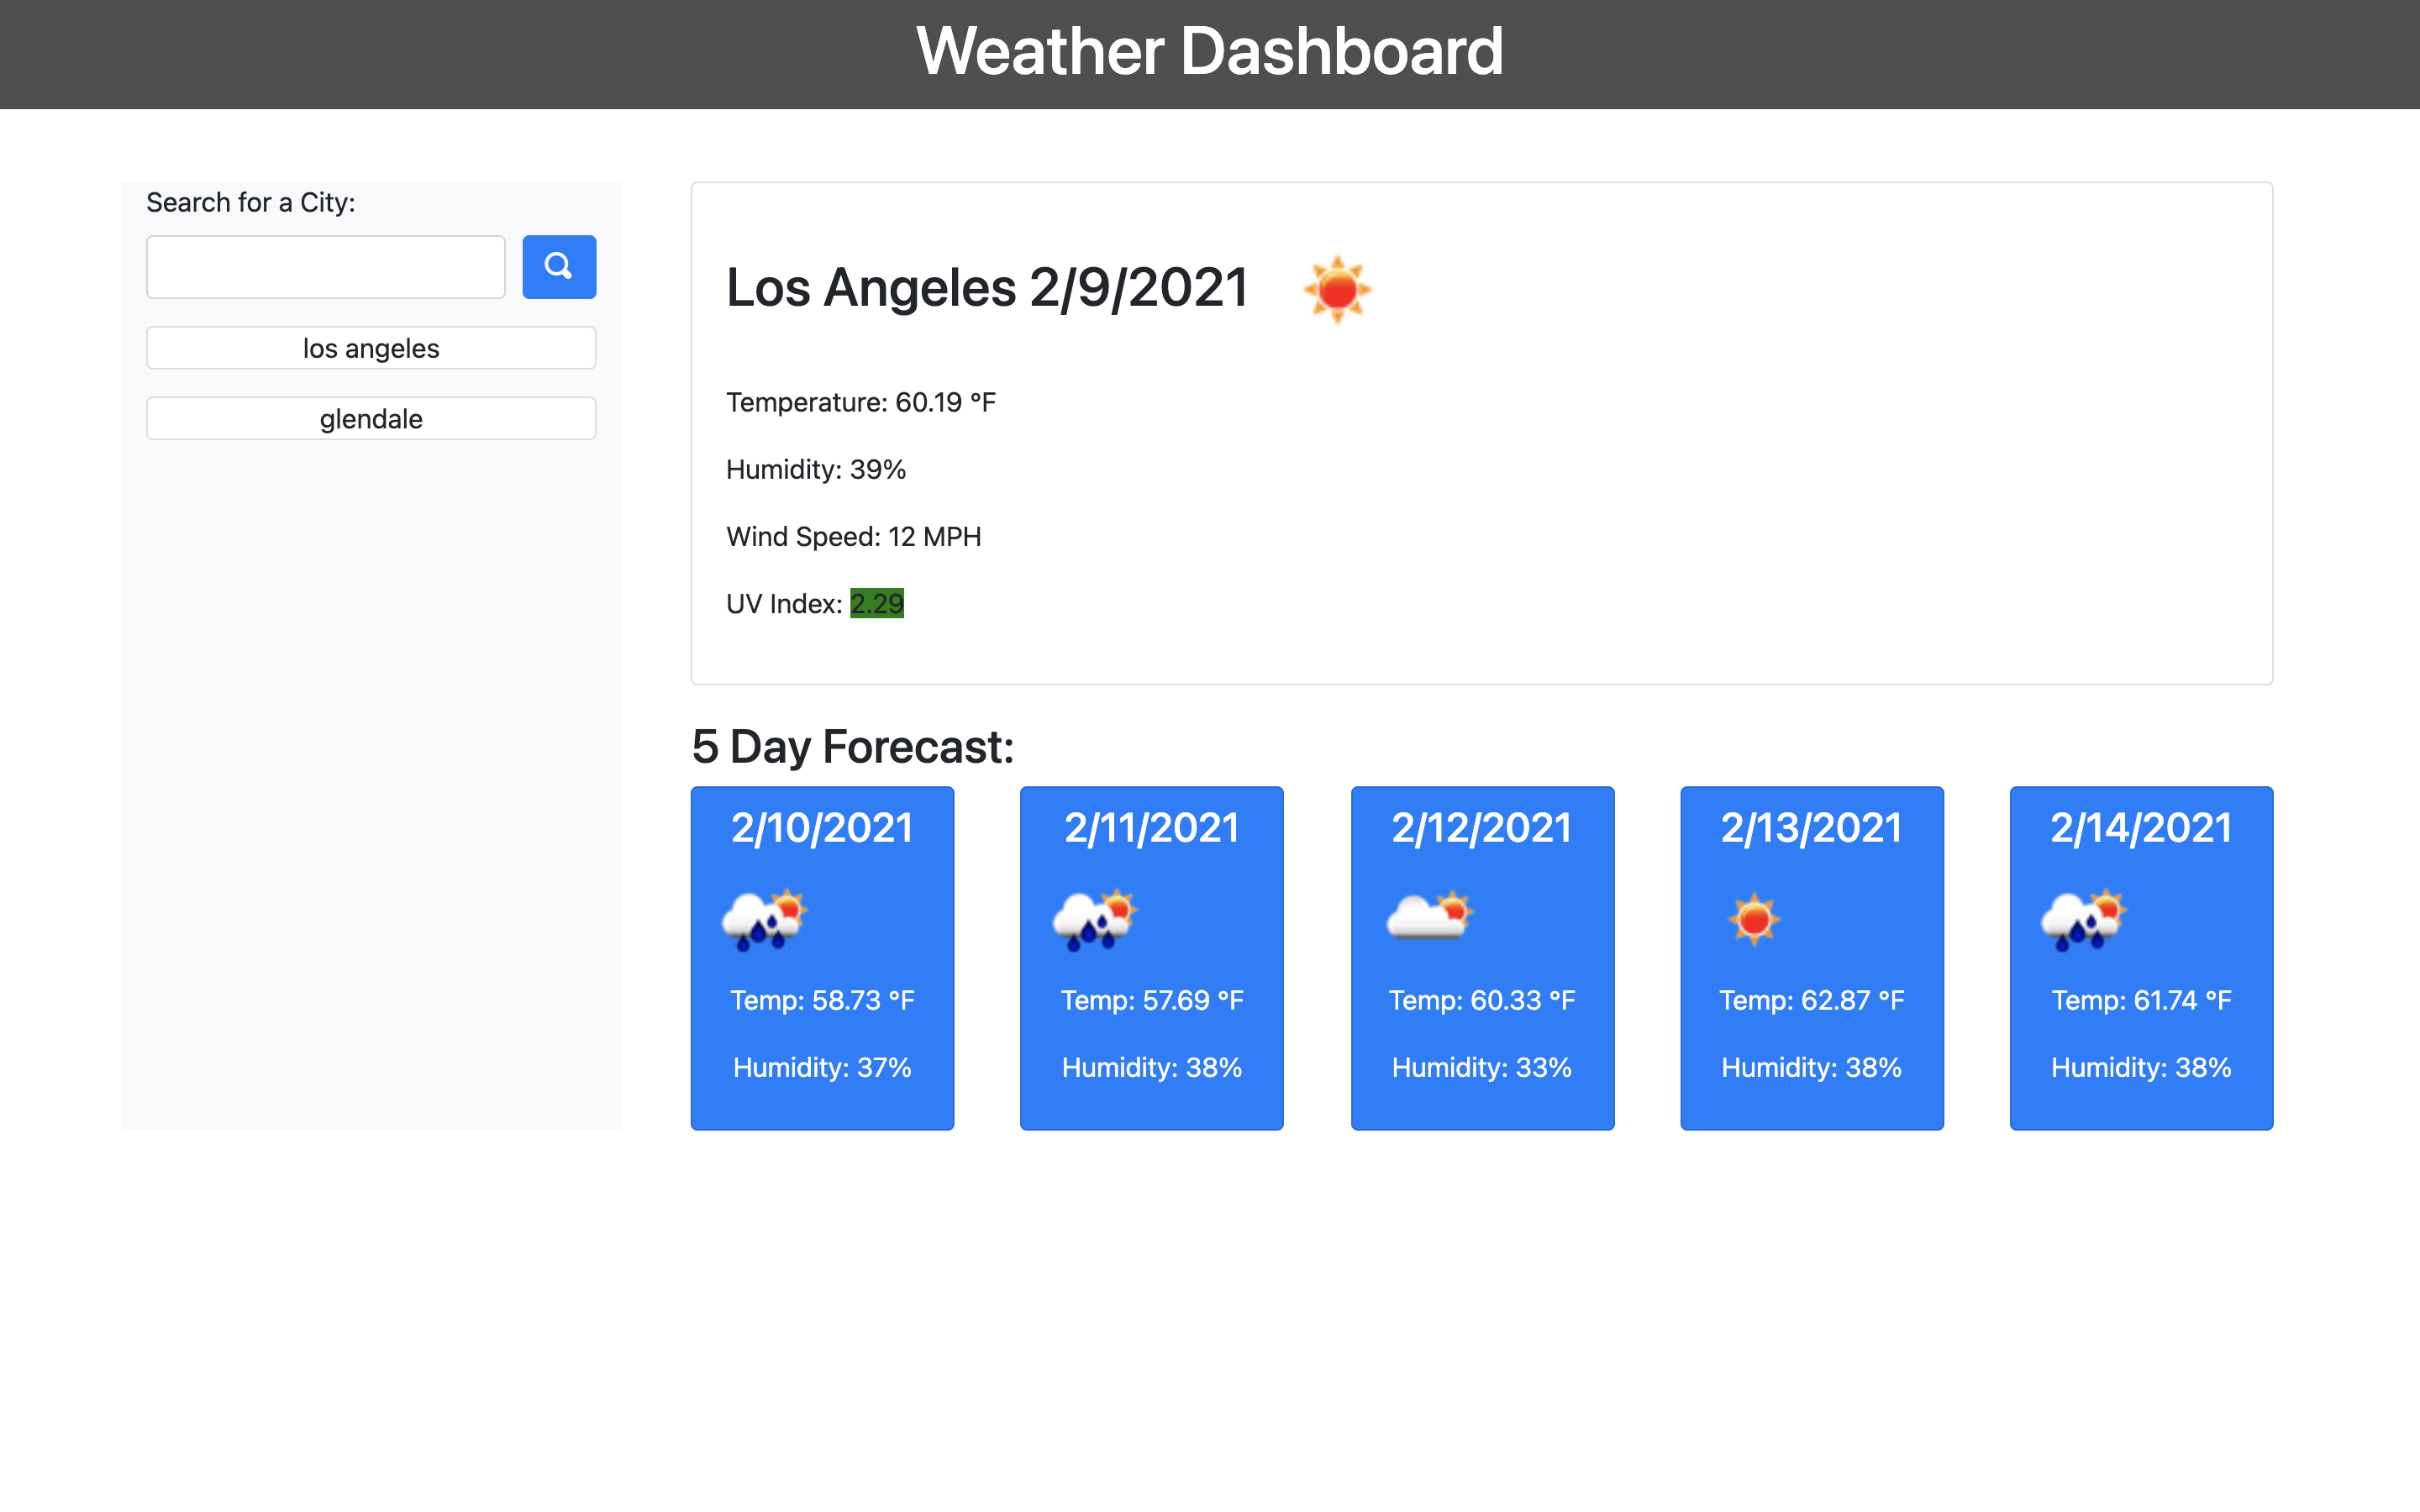 Weather Dashboard
Search for a City:
los angeles
glendale
Los Angeles 2/9/2021
Temperature: 60.19 °F
Humidity: 39%
Wind Speed: 12 MPH
UV Index: 2.29
5 Day Forecast:
2/10/2021
Temp: 58.73 °F
Humidity: 37%
2/11/2021
Temp: 57.69 °F
Humidity: 38%
2/12/2021
Temp: 60.33 °F
Humidity: 33%
2/13/2021
Temp: 62.87 °F
Humidity: 38%
2/14/2021
Temp: 61.74 °F
Humidity: 38%